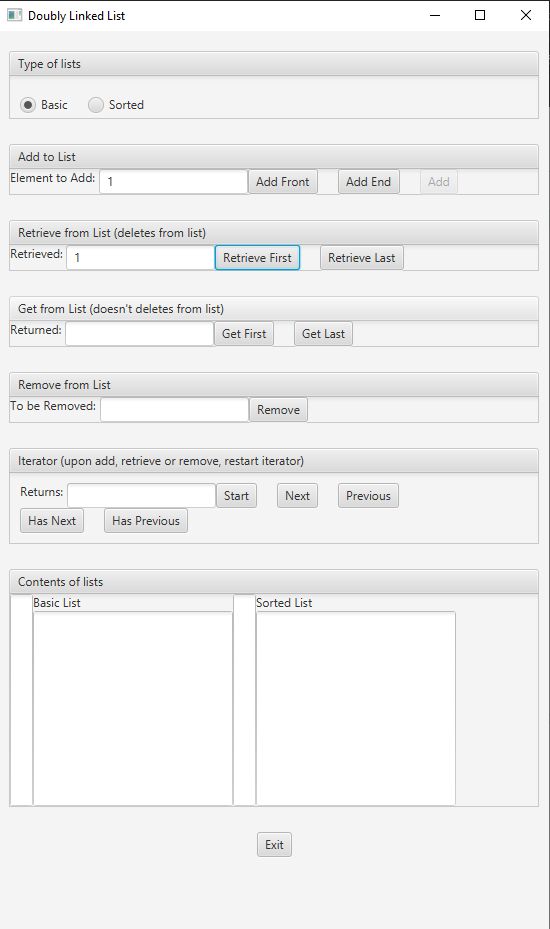 Doubly Linked List
Type of lists
Basic Sorted
Add to List
Element to Add: 1 Add Front Add End Add
Retrieve from List (deletes from list)
Retrieved: 1 Retrieve First Retrieve Last
Get from List (doesn't deletes from list)
Returned: Get First Get Last
Remove from List
To be Removed: Remove
Iterator (upon add, retrieve or remove, restart iterator)
Returns: Start Next Previous
Has Next Has Previous
Contents of lists
Basic List Sorted List
Exit